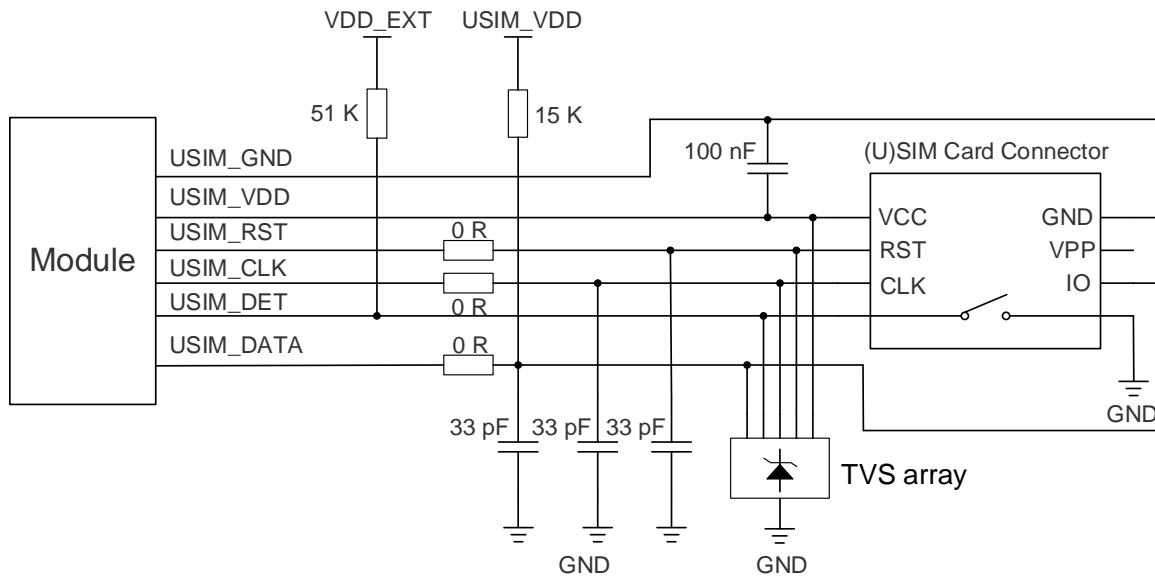 VDD_EXT USIM_VDD
51 K 15 K
Module
USIM_GND
USIM_VDD
USIM_RST
USIM_CLK
USIM_DET
USIM_DATA
0 R
0 R
0 R
100 nF
(U)SIM Card Connector
VCC GND
RST VPP
CLK IO
GND
33 pF 33 pF 33 pF
TVS array
GND GND